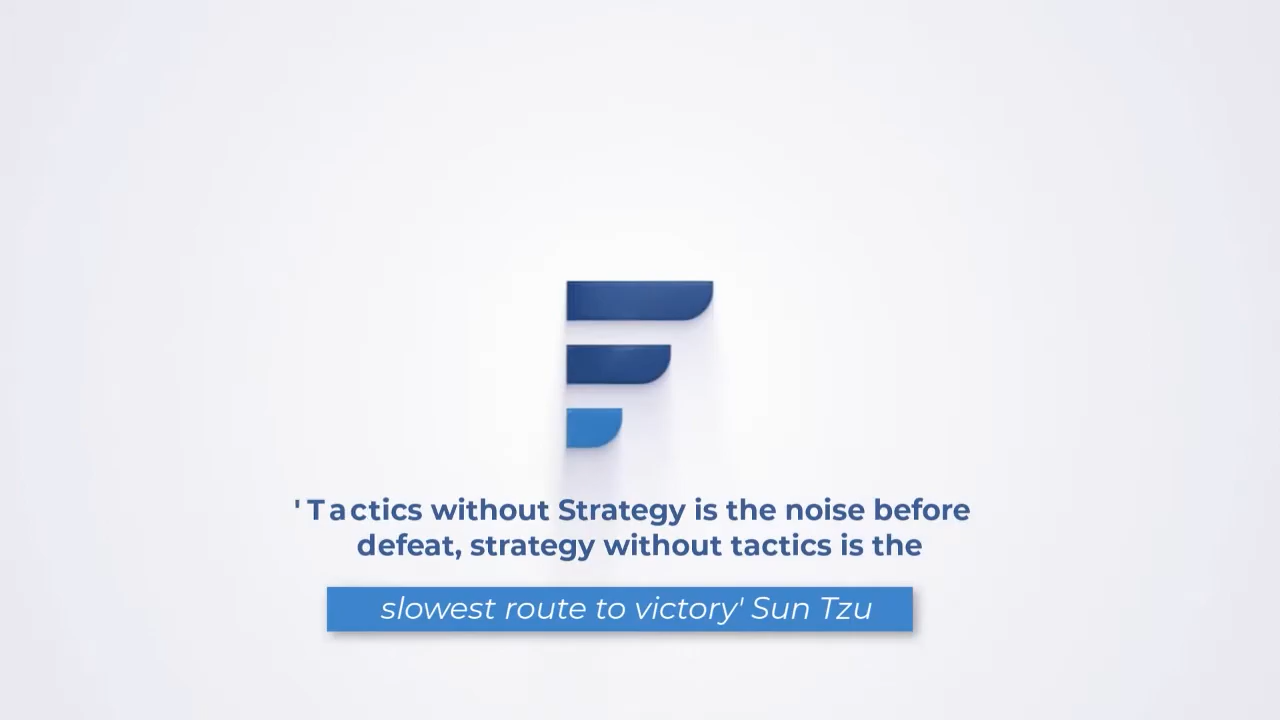 'Tactics without Strategy is the noise before
defeat, strategy without tactics is the
slowest route to victory' Sun Tzu